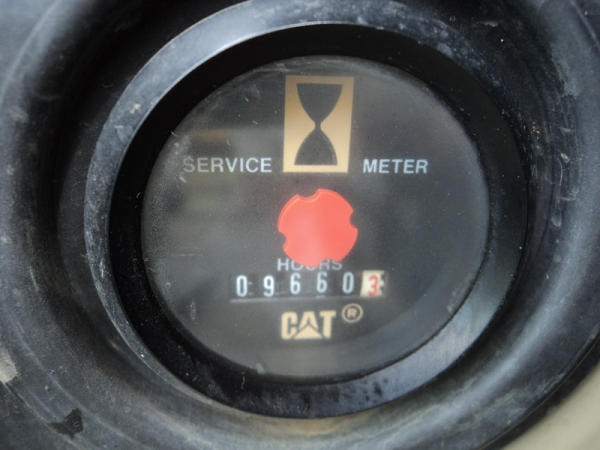 SERVICE METER
HOURS
096603
CAT ®